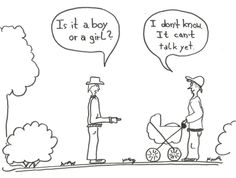 Is it a boy
or a girl?
I don't know
It can't
talk yet.